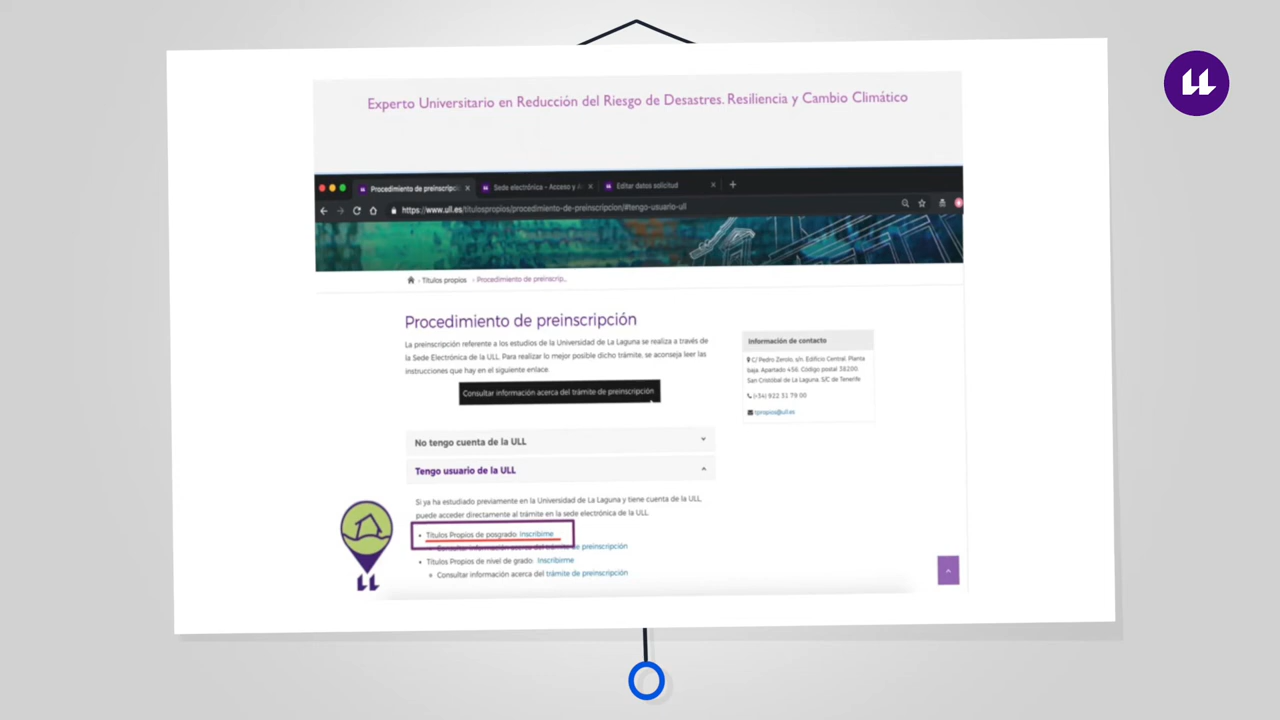 Experto Universitario en Reducción del Riesgo de Desastres. Resiliencia y Cambio Climático
Procedimiento de preinscripci
Sede electrónica - Acceso y A
Editar datos solicitud
https://www.ull.es/titulospropios/procedimiento-de-preinscripcion/#tengo-usuario-ull
Títulos propios
Procedimiento de preinscrip...
Procedimiento de preinscripción
La preinscripción referente a los estudios de la Universidad de La Laguna se realiza a través de
la Sede Electrónica de la ULL. Para realizar lo mejor posible dicho trámite, se aconseja leer las
instrucciones que hay en el siguiente enlace.
Consultar información acerca del trámite de preinscripción
Información de contacto
C/ Pedro Zerolo, s/n. Edificio Central. Planta
baja. Apartado 456. Código postal 38200
San Cristóbal de La Laguna. S/C de Tenerife
(+34) 922 31 79 00
tpropios@ull.es
No tengo cuenta de la ULL
Tengo usuario de la ULL
Si ya ha estudiado previamente en la Universidad de La Laguna y tiene cuenta de la ULL,
puede acceder directamente al trámite en la sede electrónica de la ULL.
Títulos Propios de posgrado Inscribirme
Consultar información acerca del trámite de preinscripción
Títulos Propios de nivel de grado Inscribirme
Consultar información acerca del trámite de preinscripción